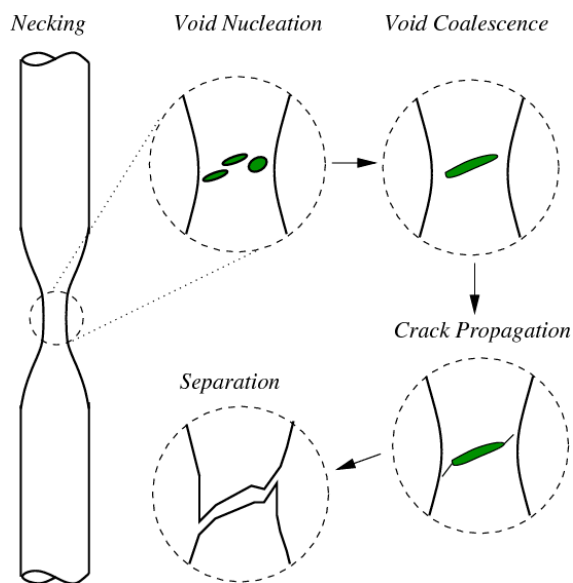 Necking
Void Nucleation
Void Coalescence
Crack Propagation
Separation